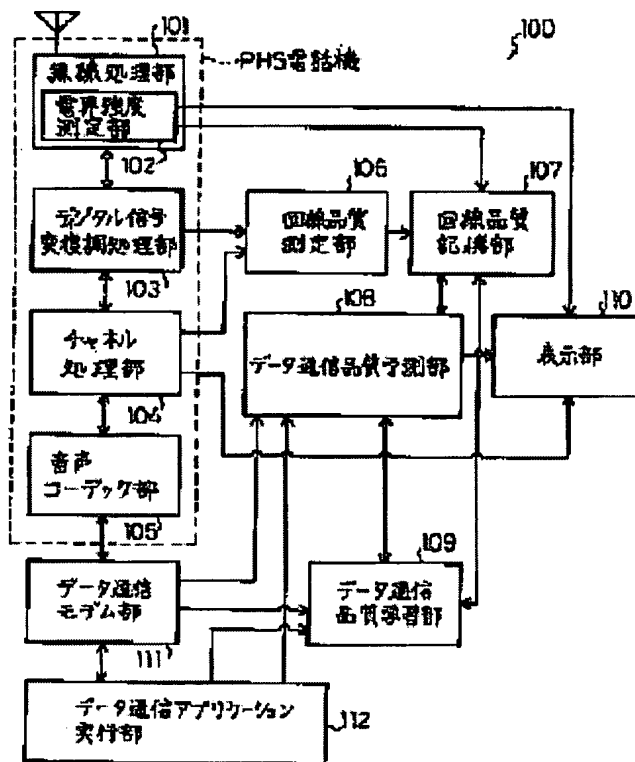 101
100
無線処理部
PHS電話機
電界強度
測定部
102
106
107
デジタル信号
変復調処理部
103
回線品質
測定部
回線品質
記憶部
108
110
チャネル
処理部
104
データ通信品質予測部
表示部
音声
コーデック部
105
109
データ通信
モデム部
111
データ通信
品質学習部
データ通信アプリケーション
実行部
112